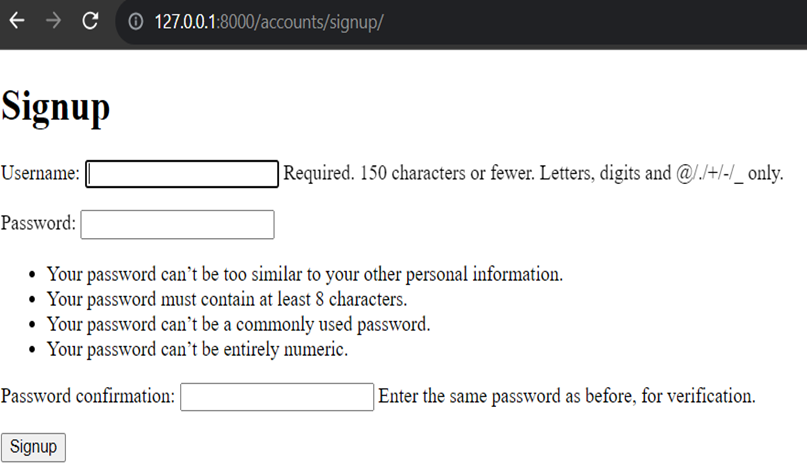 127.0.0.1:8000/accounts/signup/
Signup
Username: Required. 150 characters or fewer. Letters, digits and @/./+/-/_ only.
Password:
• Your password can’t be too similar to your other personal information.
• Your password must contain at least 8 characters.
• Your password can’t be a commonly used password.
• Your password can’t be entirely numeric.
Password confirmation: Enter the same password as before, for verification.
Signup